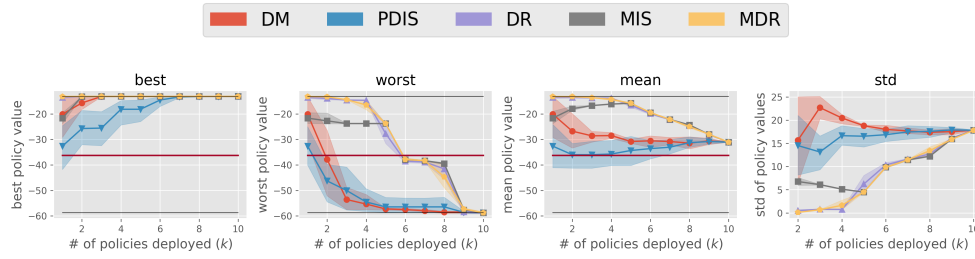 DM PDIS DR MIS MDR
best
best policy value
−20
−30
−40
−50
−60
2 4 6 8 10
# of policies deployed (k)
worst
worst policy value
−20
−30
−40
−50
−60
2 4 6 8 10
# of policies deployed (k)
mean
mean policy value
−20
−30
−40
−50
−60
2 4 6 8 10
# of policies deployed (k)
std
std of policy values
25
20
15
10
5
0
2 4 6 8 10
# of policies deployed (k)